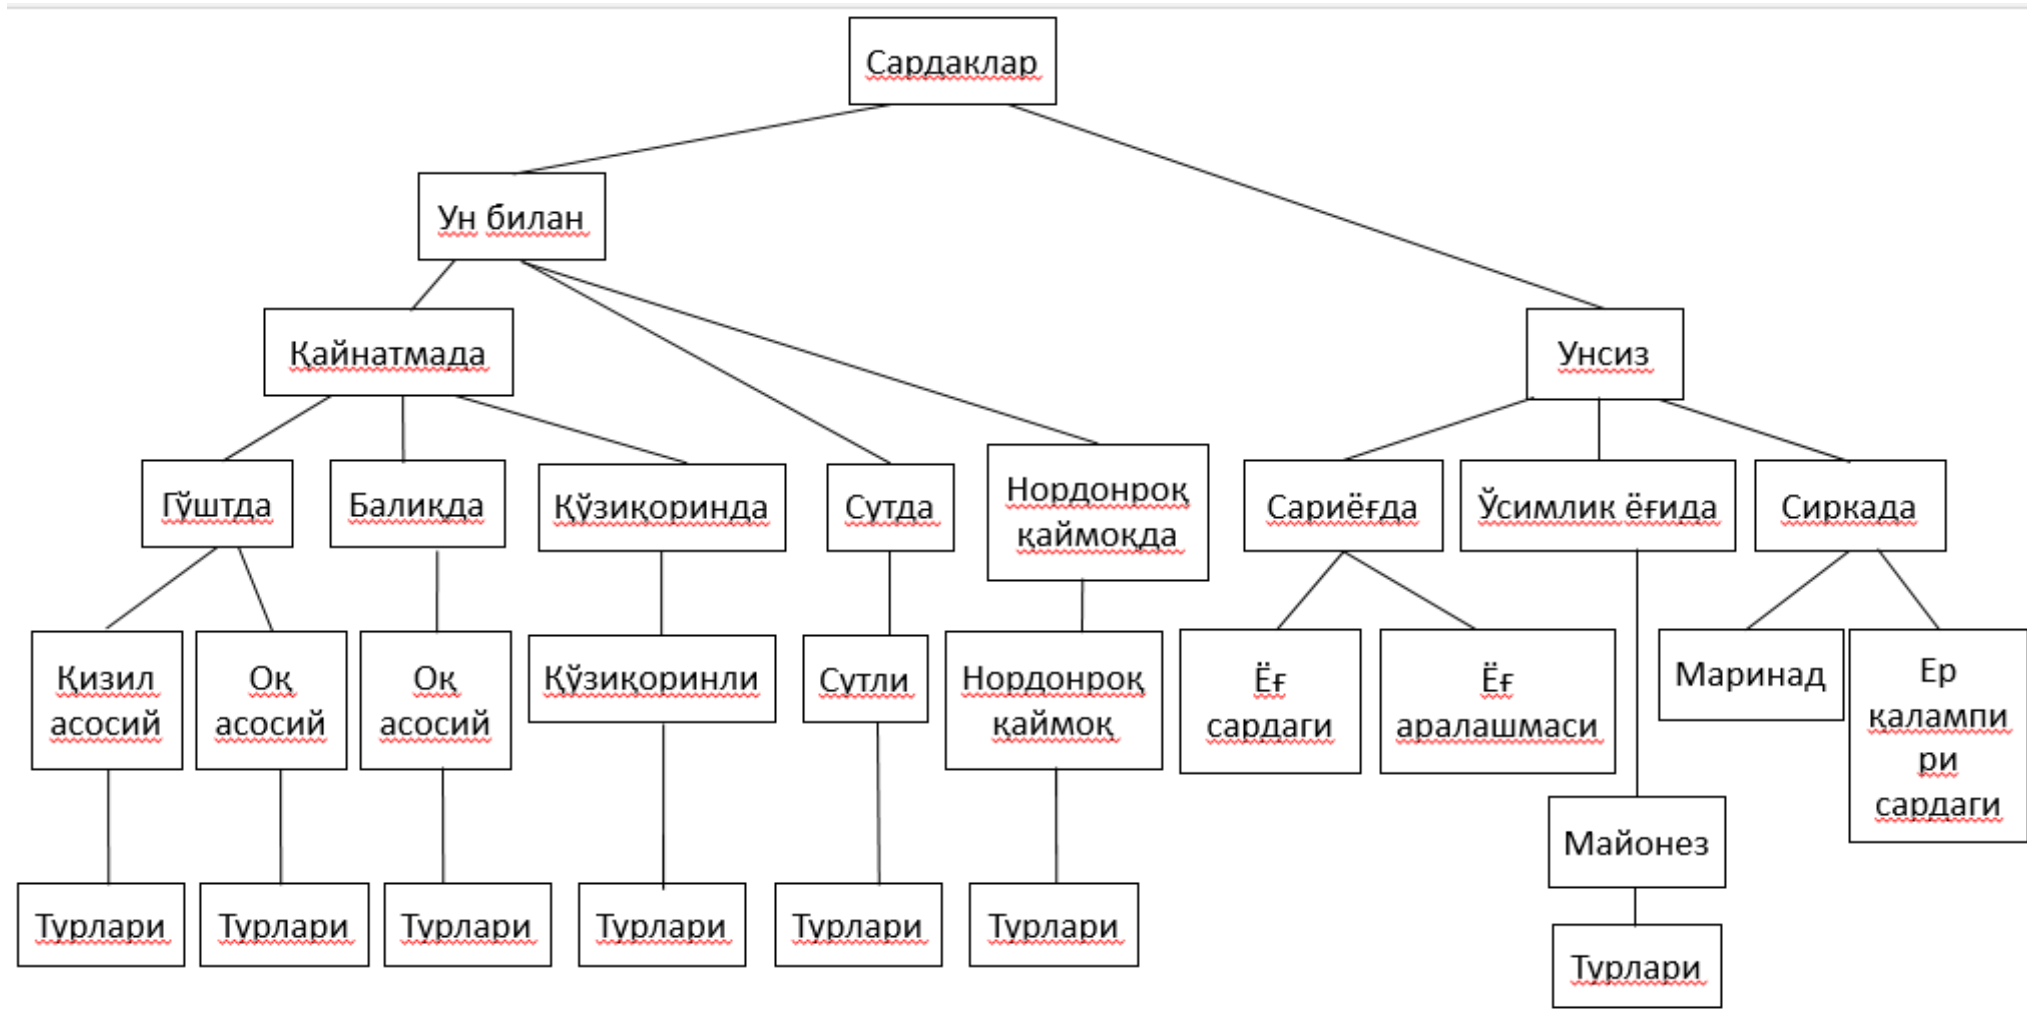 Сардаклар
Ун билан
Қайнатмада
Унсиз
Гўштда
Балиқда
Қўзиқоринда
Сутда
Нордонроқ
қаймоқда
Сариёғда
Ўсимлик ёғида
Сиркада
Қизил
асосий
Оқ
асосий
Оқ
асосий
Қўзиқоринли
Сутли
Нордонроқ
қаймоқ
Ёғ
сардаги
Ёғ
аралашмаси
Маринад
Ер
қалампи
ри
сардаги
Майонез
Турлари
Турлари
Турлари
Турлари
Турлари
Турлари
Турлари